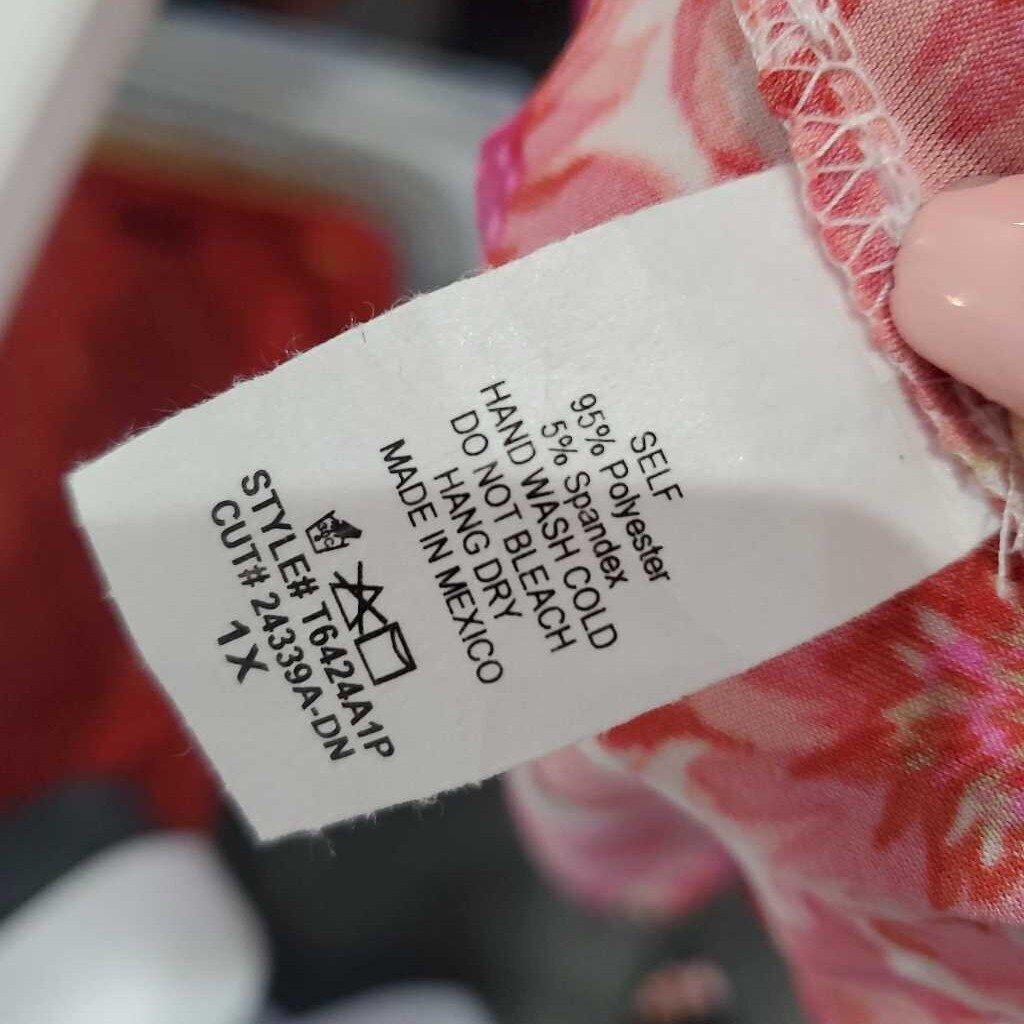 SELF
95% Polyester
5% Spandex
HAND WASH COLD
DO NOT BLEACH
HANG DRY
MADE IN MEXICO
STYLE# T6424A1P
CUT# 24339A-DN
1X